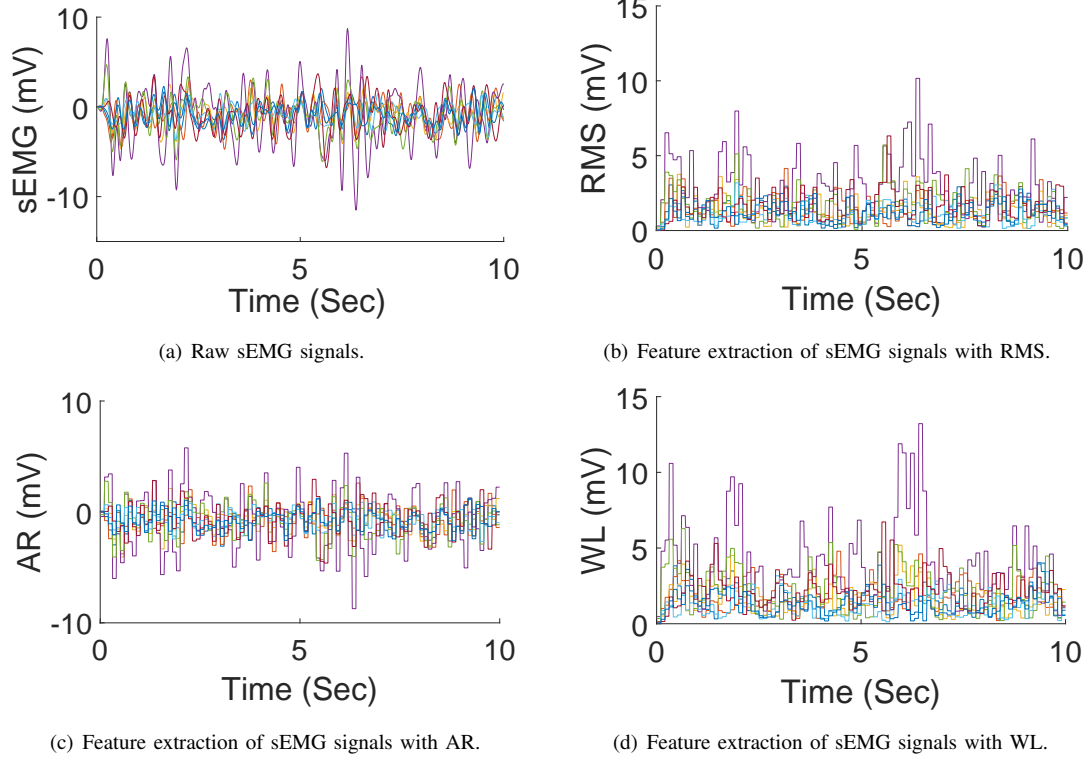 10
0
-10
sEMG (mV)
0
5
10
Time (Sec)
(a) Raw sEMG signals.
15
10
5
0
RMS (mV)
0
5
10
Time (Sec)
(b) Feature extraction of sEMG signals with RMS.
10
0
-10
AR (mV)
0
5
10
Time (Sec)
(c) Feature extraction of sEMG signals with AR.
15
10
5
0
WL (mV)
0
5
10
Time (Sec)
(d) Feature extraction of sEMG signals with WL.